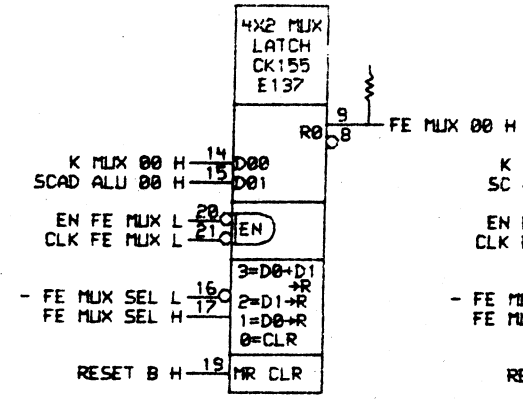 4X2 MUX
LATCH
CK155
E137
9
R0 8 FE MUX 00 H
K MUX 00 H 14 D00
SCAD ALU 00 H 15 D01
EN FE MUX L 20
CLK FE MUX L 21 EN
3=D0+D1
→R
- FE MUX SEL L 16 2=D1→R
FE MUX SEL H 17 1=D0→R
0=CLR
RESET B H 19 MR CLR
K
SC
EN
CLK
- FE
FE
RE